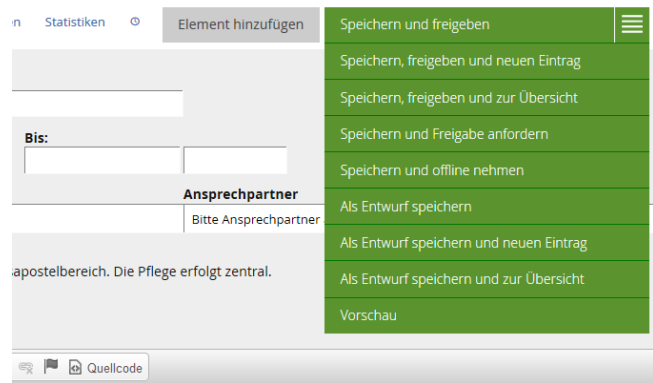 en Statistiken Element hinzufügen Speichern und freigeben
Speichern, freigeben und neuen Eintrag
Speichern, freigeben und zur Übersicht
Bis: Speichern und Freigabe anfordern
Speichern und offline nehmen
Ansprechpartner Als Entwurf speichern
Bitte Ansprechpartner
Als Entwurf speichern und neuen Eintrag
sapostelbereich. Die Pflege erfolgt zentral. Als Entwurf speichern und zur Übersicht
Vorschau
Quellcode